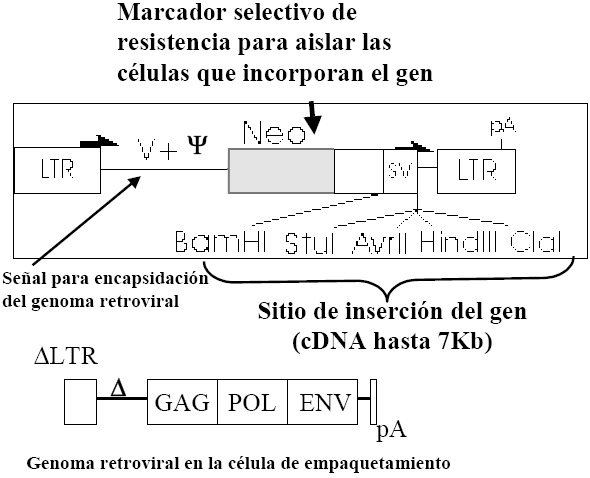 Marcador selectivo de
resistencia para aislar las
células que incorporan el gen
LTR V+ Ψ Neo SV LTR pA
BamHI StuI AvrII HindIII ClaI
Señal para encapsidación
del genoma retroviral
Sitio de inserción del gen
(cDNA hasta 7Kb)
ΔLTR
Δ
GAG POL ENV
pA
Genoma retroviral en la célula de empaquetamiento